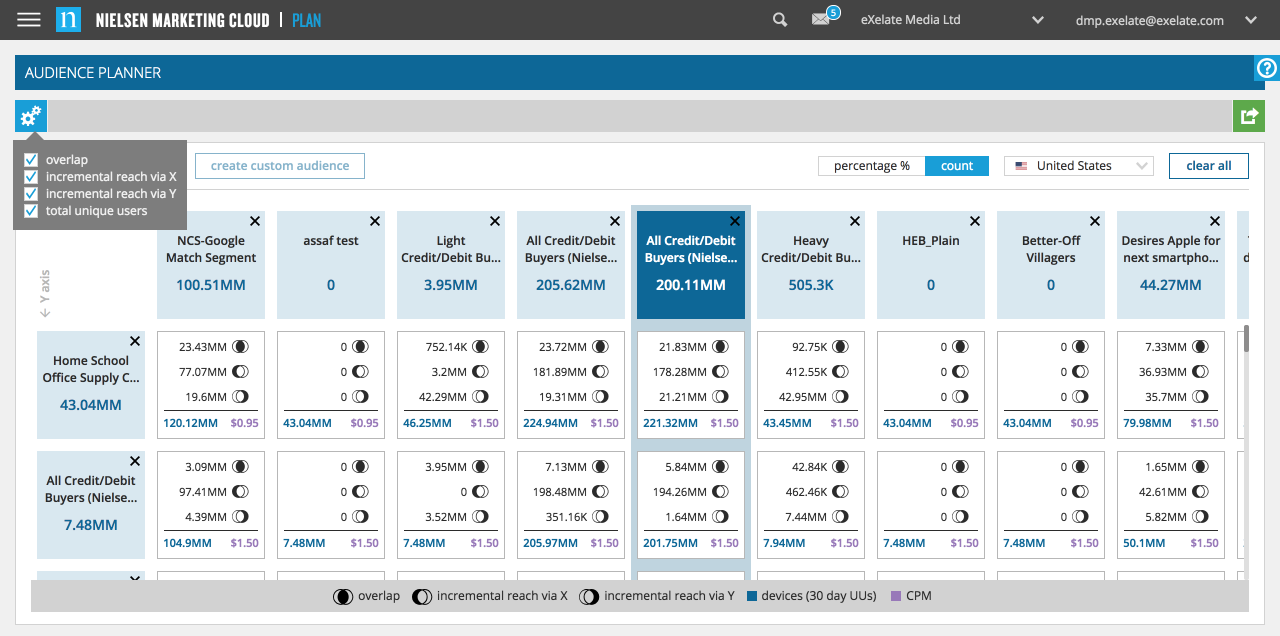 n NIELSEN MARKETING CLOUD | PLAN
5
eXelate Media Ltd
dmp.exelate@exelate.com
AUDIENCE PLANNER
?
overlap
incremental reach via X
incremental reach via Y
total unique users
create custom audience
percentage %
count
United States
clear all
← Y axis
NCS-Google
Match Segment
100.51MM
assaf test
0
Light
Credit/Debit Bu...
3.95MM
All Credit/Debit
Buyers (Nielse...
205.62MM
All Credit/Debit
Buyers (Nielse...
200.11MM
Heavy
Credit/Debit Bu...
505.3K
HEB_Plain
0
Better-Off
Villagers
0
Desires Apple for
next smartpho...
44.27MM
Home School
Office Supply C...
43.04MM
23.43MM
77.07MM
19.6MM
120.12MM $0.95
0
0
0
43.04MM $0.95
752.14K
3.2MM
42.29MM
46.25MM $1.50
23.72MM
181.89MM
19.31MM
224.94MM $1.50
21.83MM
178.28MM
21.21MM
221.32MM $1.50
92.75K
412.55K
42.95MM
43.45MM $1.50
0
0
0
43.04MM $0.95
0
0
0
43.04MM $0.95
7.33MM
36.93MM
35.7MM
79.98MM $1.50
All Credit/Debit
Buyers (Nielse...
7.48MM
3.09MM
97.41MM
4.39MM
104.9MM $1.50
0
0
0
7.48MM $1.50
3.95MM
0
3.52MM
7.48MM $1.50
7.13MM
198.48MM
351.16K
205.97MM $1.50
5.84MM
194.26MM
1.64MM
201.75MM $1.50
42.84K
462.46K
7.44MM
7.94MM $1.50
0
0
0
7.48MM $1.50
0
0
0
7.48MM $1.50
1.65MM
42.61MM
5.82MM
50.1MM $1.50
overlap incremental reach via X incremental reach via Y devices (30 day UUs) CPM